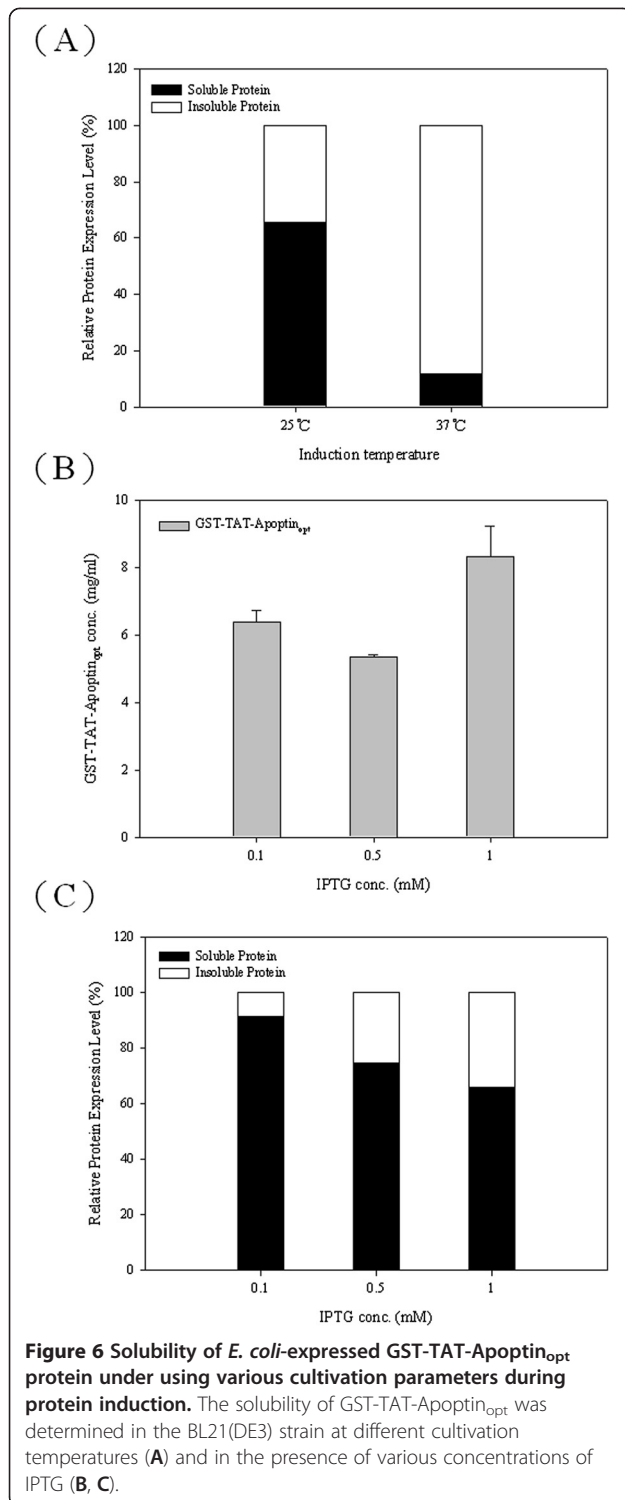 (A)
120
100
80
60
40
20
0
Relative Protein Expression Level (%)
Soluble Protein
Insoluble Protein
25℃
37℃
Induction temperature
(B)
10
8
6
4
2
0
GST-TAT-Apoptinopt conc. (mg/ml)
GST-TAT-Apoptinopt
0.1
0.5
1
IPTG conc. (mM)
(C)
120
100
80
60
40
20
0
Relative Protein Expression Level (%)
Soluble Protein
Insoluble Protein
0.1
0.5
1
IPTG conc. (mM)
Figure 6 Solubility of E. coli-expressed GST-TAT-Apoptinopt
protein under using various cultivation parameters during
protein induction. The solubility of GST-TAT-Apoptinopt was
determined in the BL21(DE3) strain at different cultivation
temperatures (A) and in the presence of various concentrations of
IPTG (B, C).